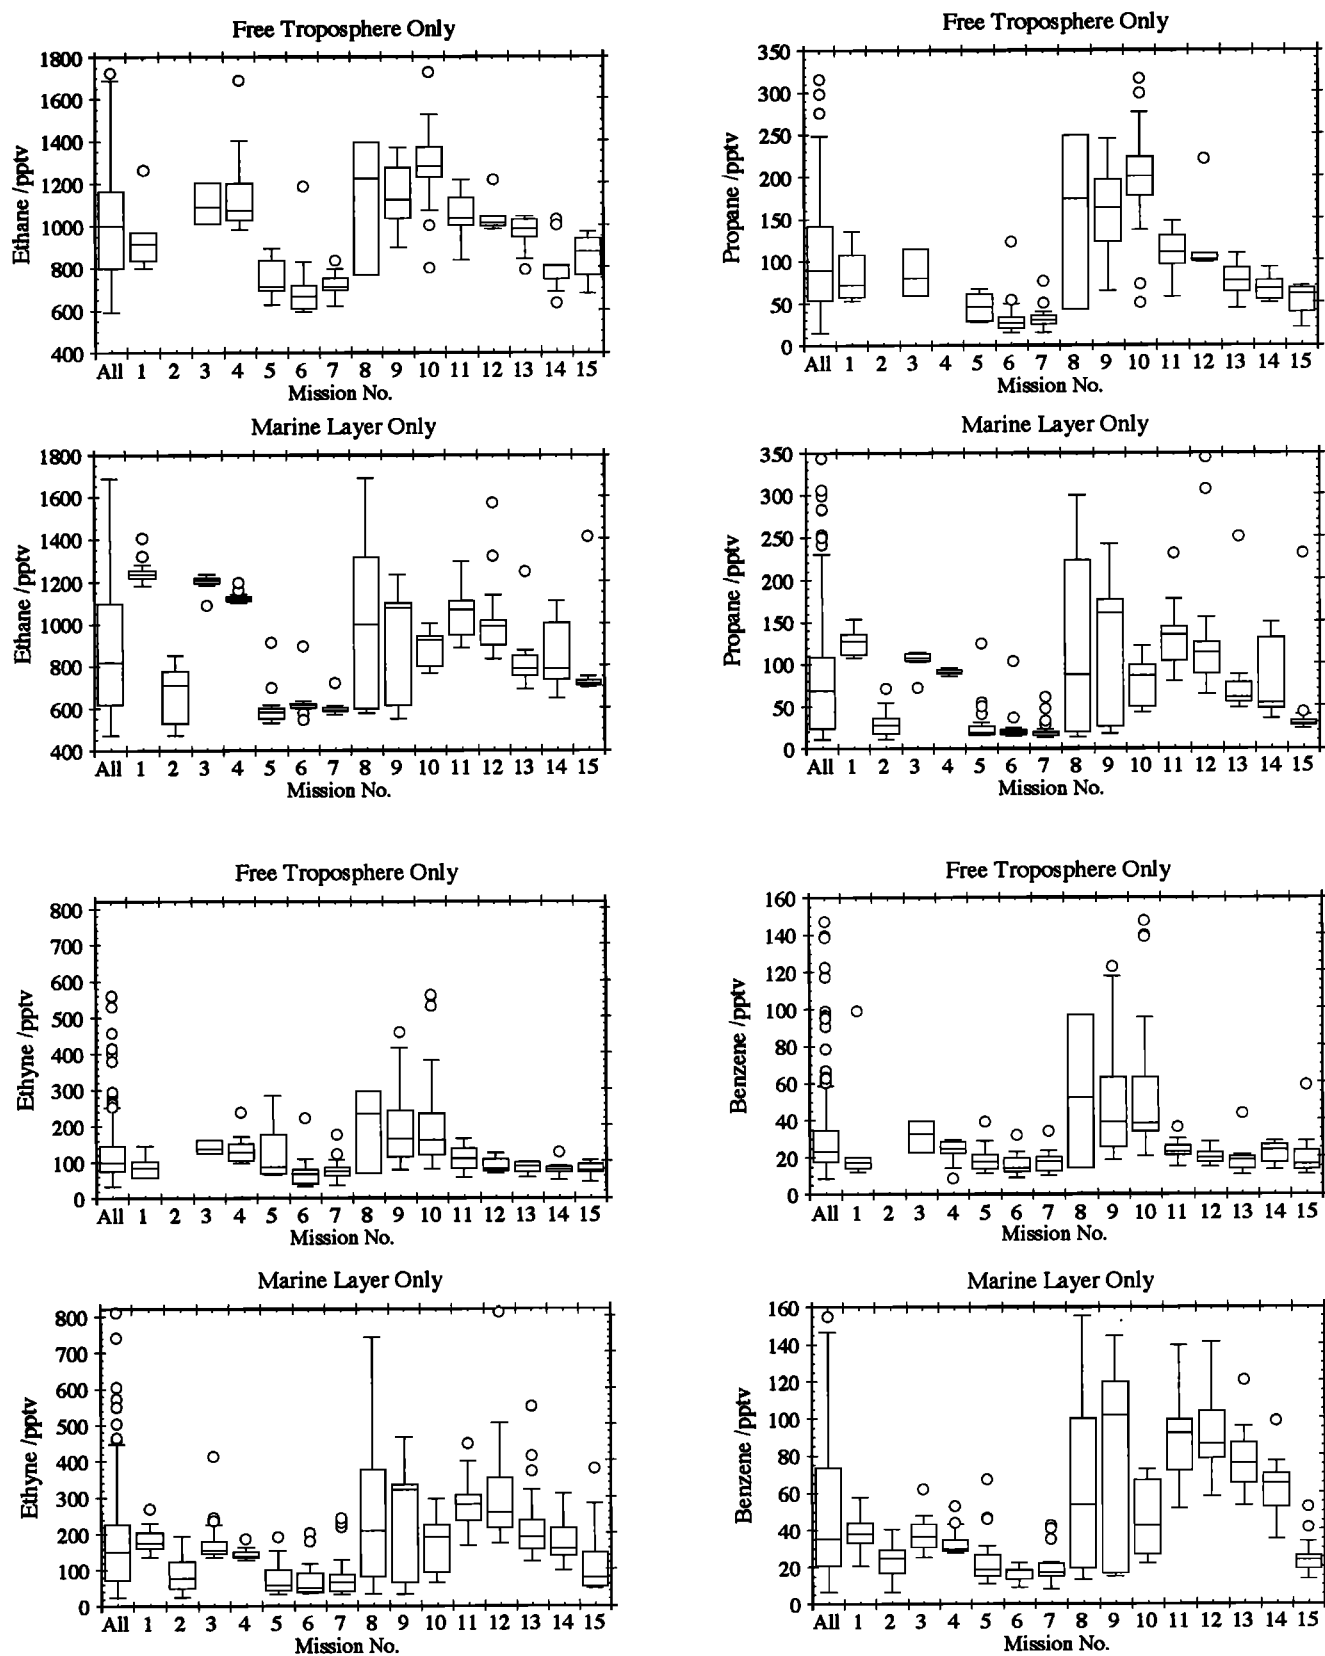 Free Troposphere Only
Ethane /pptv
1800
1600
1400
1200
1000
800
600
400
All 1 2 3 4 5 6 7 8 9 10 11 12 13 14 15
Mission No.
Free Troposphere Only
Propane /pptv
350
300
250
200
150
100
50
0
All 1 2 3 4 5 6 7 8 9 10 11 12 13 14 15
Mission No.
Marine Layer Only
Ethane /pptv
1800
1600
1400
1200
1000
800
600
400
All 1 2 3 4 5 6 7 8 9 10 11 12 13 14 15
Mission No.
Marine Layer Only
Propane /pptv
350
300
250
200
150
100
50
0
All 1 2 3 4 5 6 7 8 9 10 11 12 13 14 15
Mission No.
Free Troposphere Only
Ethyne /pptv
800
700
600
500
400
300
200
100
0
All 1 2 3 4 5 6 7 8 9 10 11 12 13 14 15
Mission No.
Free Troposphere Only
Benzene /pptv
160
140
120
100
80
60
40
20
0
All 1 2 3 4 5 6 7 8 9 10 11 12 13 14 15
Mission No.
Marine Layer Only
Ethyne /pptv
800
700
600
500
400
300
200
100
0
All 1 2 3 4 5 6 7 8 9 10 11 12 13 14 15
Mission No.
Marine Layer Only
Benzene /pptv
160
140
120
100
80
60
40
20
0
All 1 2 3 4 5 6 7 8 9 10 11 12 13 14 15
Mission No.